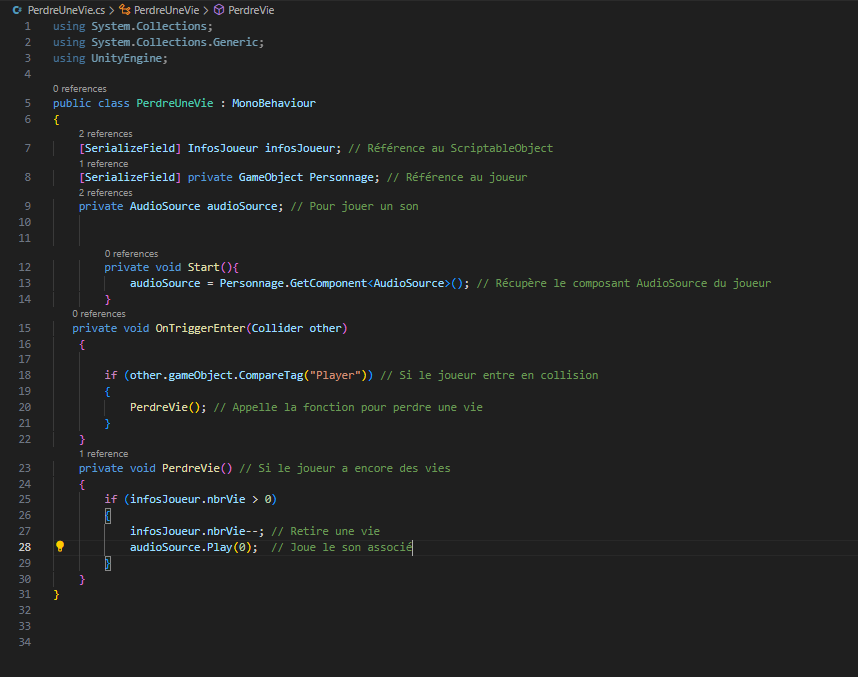 PerdreUneVie.cs > PerdreUneVie > PerdreVie
1 using System.Collections;
2 using System.Collections.Generic;
3 using UnityEngine;
4
0 references
5 public class PerdreUneVie : MonoBehaviour
6 {
2 references
7 [SerializeField] InfosJoueur infosJoueur; // Référence au ScriptableObject
1 reference
8 [SerializeField] private GameObject Personnage; // Référence au joueur
2 references
9 private AudioSource audioSource; // Pour jouer un son
10
11
0 references
12 private void Start(){
13 audioSource = Personnage.GetComponent<AudioSource>(); // Récupère le composant AudioSource du joueur
14 }
0 references
15 private void OnTriggerEnter(Collider other)
16 {
17
18 if (other.gameObject.CompareTag("Player")) // Si le joueur entre en collision
19 {
20 PerdreVie(); // Appelle la fonction pour perdre une vie
21 }
22 }
1 reference
23 private void PerdreVie() // Si le joueur a encore des vies
24 {
25 if (infosJoueur.nbrVie > 0)
26 {
27 infosJoueur.nbrVie--; // Retire une vie
28 audioSource.Play(0); // Joue le son associé
29 }
30 }
31 }
32
33
34